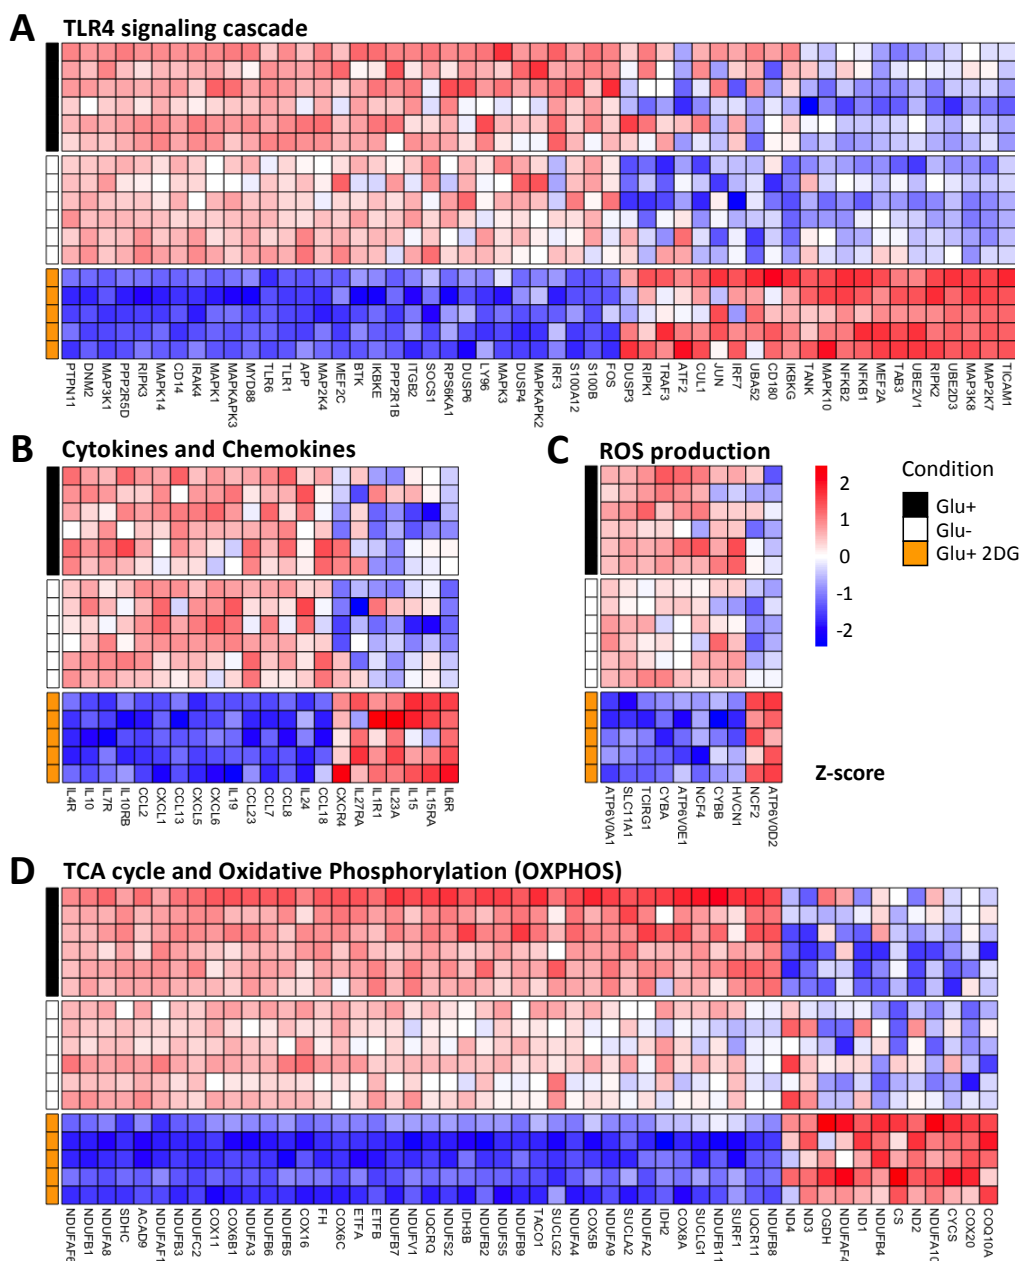 A TLR4 signaling cascade
PTPN11 DNM2 MAP3K1 PPP2R5D RIPK3 MAPK14 CD14 IRAK4 MAPK1 MAPKAPK3 MYD88 TLR6 TLR1 APP MAP2K4 MEF2C BTK IKBKE PPP2R1B ITGB2 SOCS1 RPS6KA1 DUSP6 LY96 MAPK3 DUSP4 MAPKAPK2 IRF3 S100A12 S100B FOS DUSP3 RIPK1 TRAF3 ATF2 CUL1 JUN IRF7 UBA52 CD180 IKBKG TANK MAPK10 NFKB2 NFKB1 MEF2A TAB3 UBE2V1 RIPK2 UBE2D3 MAP3K8 MAP2K7 TICAM1
B Cytokines and Chemokines
IL4R IL10 IL7R IL10RB CCL2 CXCL1 CCL13 CXCL5 CXCL6 IL19 CCL23 CCL7 CCL8 IL24 CCL18 CXCR4 IL27RA IL1R1 IL23A IL15 IL15RA IL6R
C ROS production
ATP6V0A1 SLC11A1 TCIRG1 CYBA ATP6V0E1 NCF4 CYBB HVCN1 NCF2 ATP6V0D2
2
1
0
-1
-2
Z-score
Condition
Glu+
Glu-
Glu+ 2DG
D TCA cycle and Oxidative Phosphorylation (OXPHOS)
NDUFAF6 NDUFB1 NDUFA8 SDHC ACAD9 NDUFAF1 NDUFB3 NDUFC2 COX11 COX6B1 NDUFA3 NDUFB6 NDUFB5 COX16 FH COX6C ETFA ETFB NDUFB7 NDUFV1 UQCRQ NDUFS2 IDH3B NDUFB2 NDUFS5 NDUFB9 TACO1 SUCLG2 NDUFA4 COX5B NDUFA9 SUCLA2 NDUFA2 IDH2 COX8A SUCLG1 NDUFB11 SURF1 UQCR11 NDUFB8 ND4 ND3 OGDH NDUFAF4 ND1 NDUFB4 CS ND2 NDUFA10 CYCS COX20 COQ10A